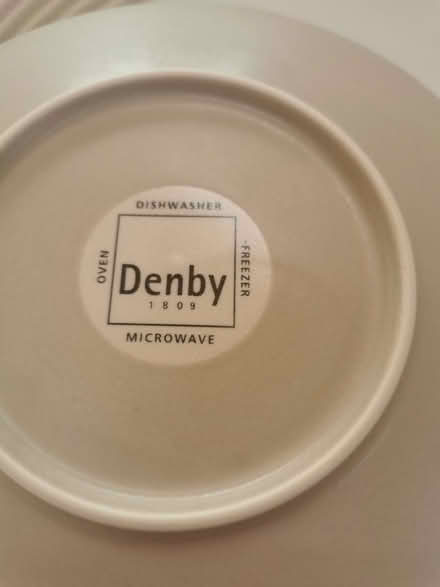 DISHWASHER
OVEN
Denby
1809
-FREEZER
MICROWAVE